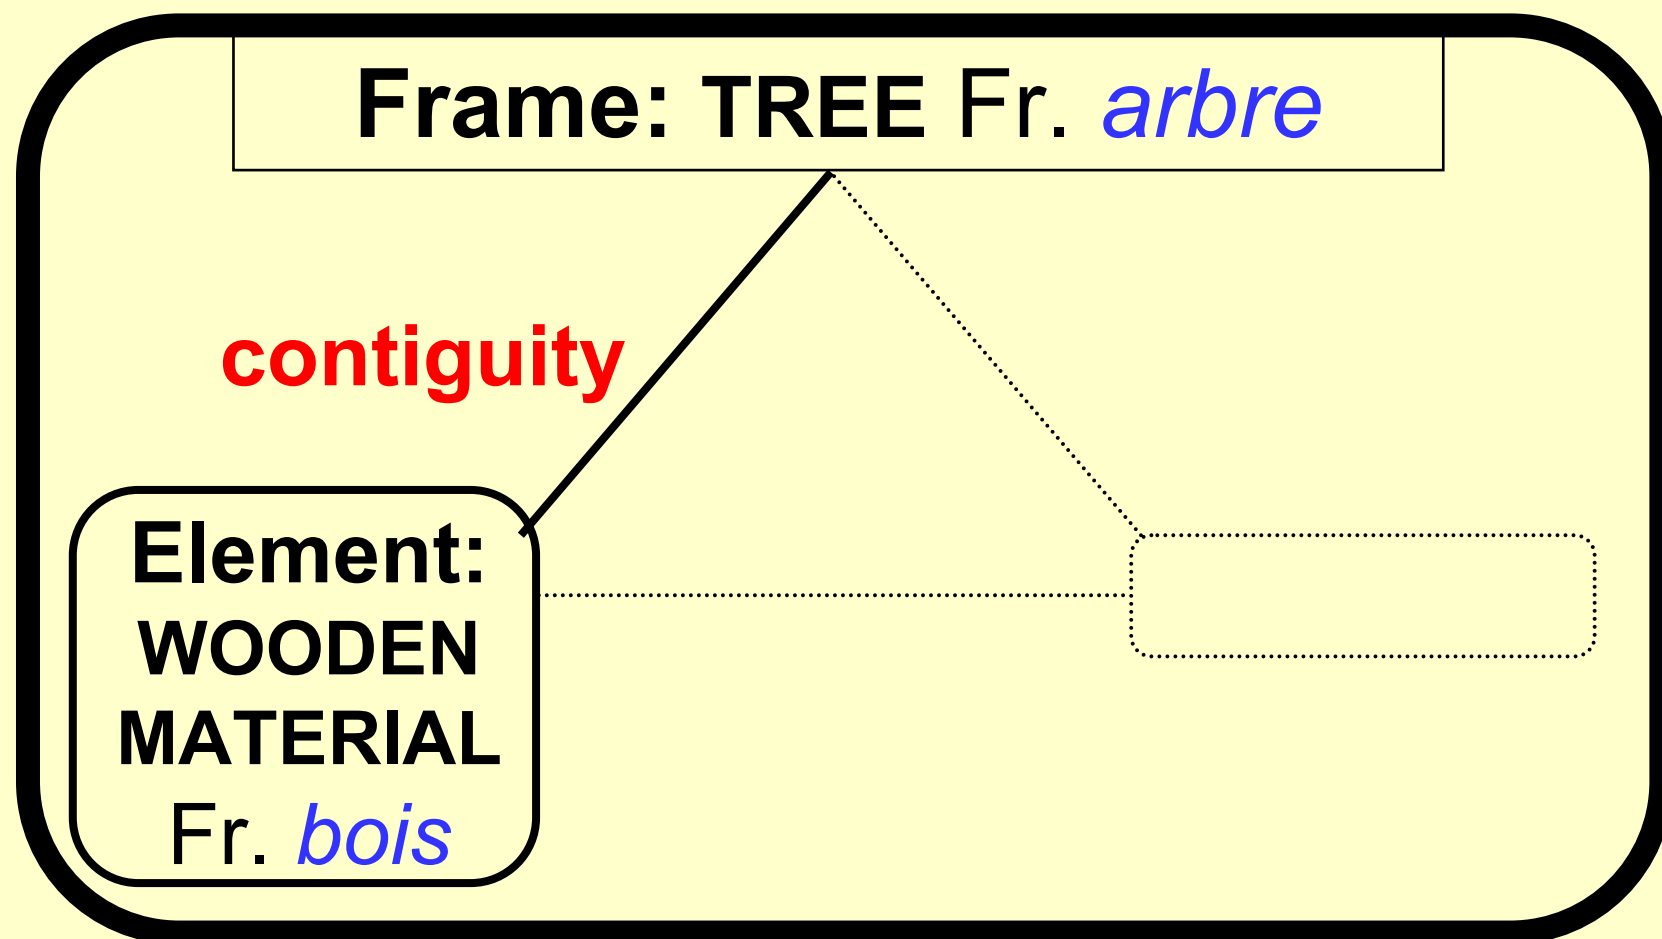 Frame: TREE Fr. arbre
contiguity
Element:
WOODEN
MATERIAL
Fr. bois